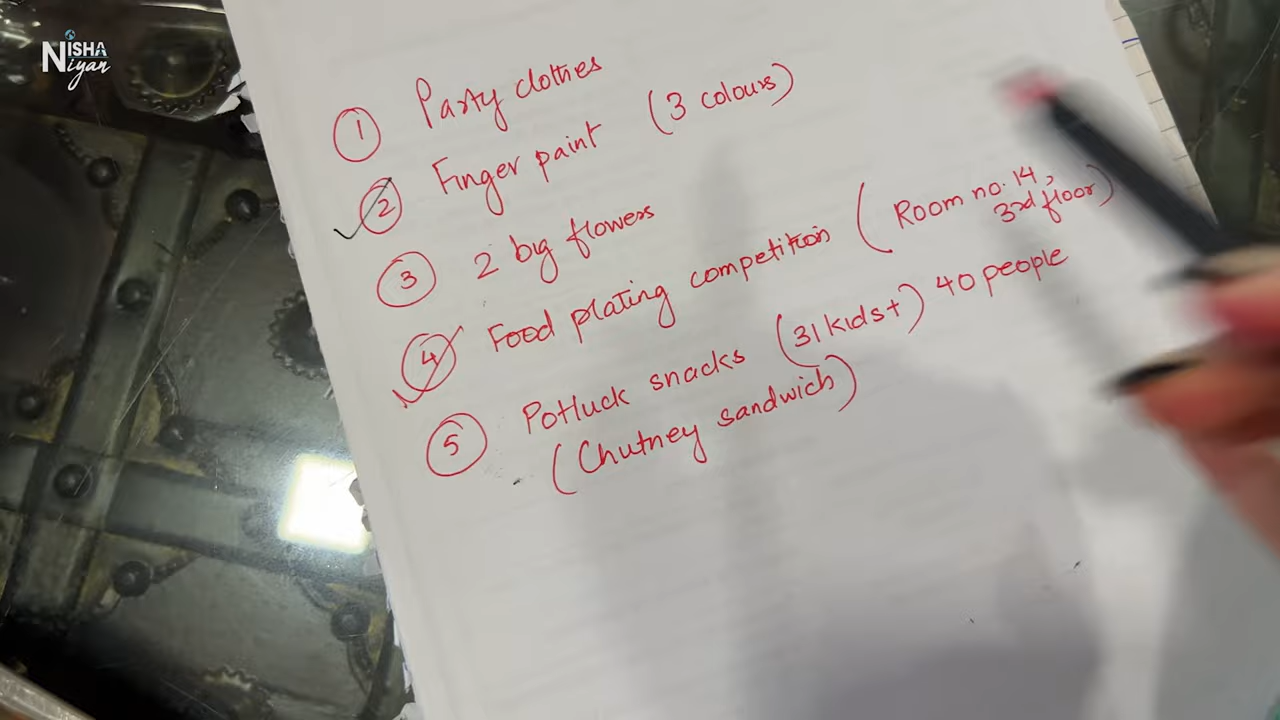 NISHA
Niyan
1 Party clothes
2 Finger paint (3 colours)
3 2 big flowers
4 Food plating competition (Room no. 14,
3rd floor)
5 Potluck snacks (31 kids+) 40 people
(Chutney sandwich)